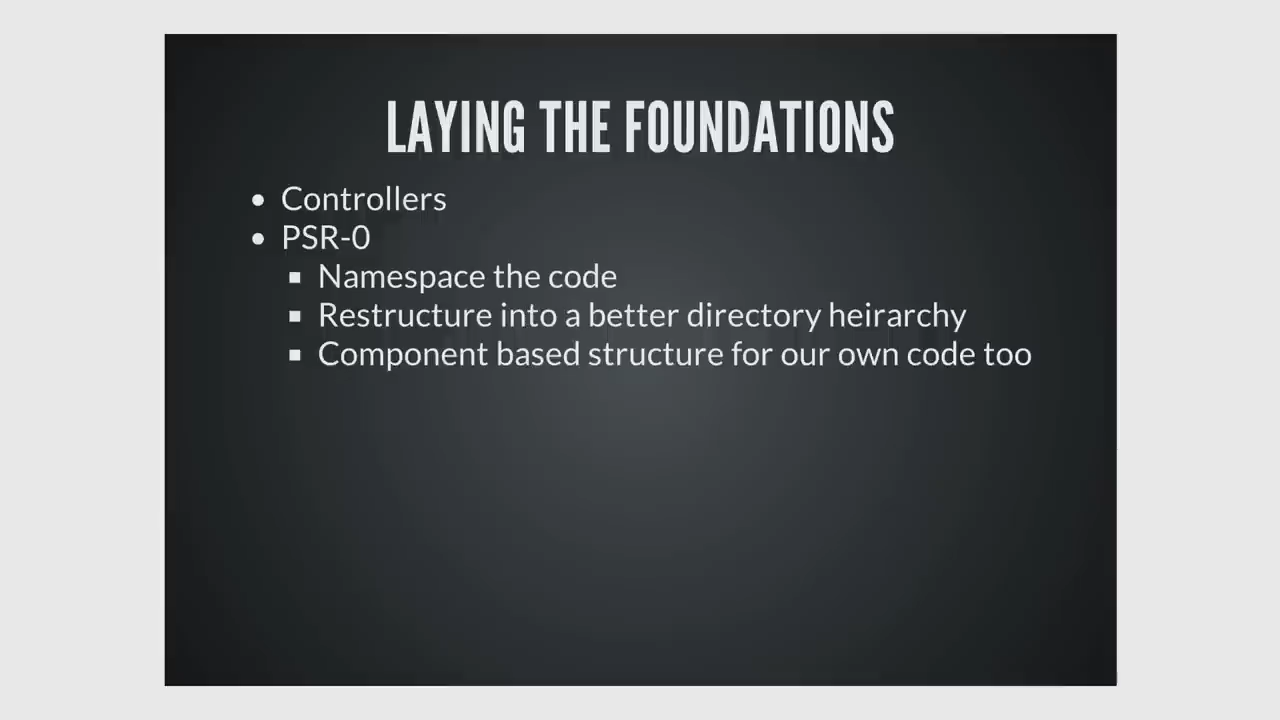 LAYING THE FOUNDATIONS
Controllers
PSR-0
Namespace the code
Restructure into a better directory heirarchy
Component based structure for our own code too